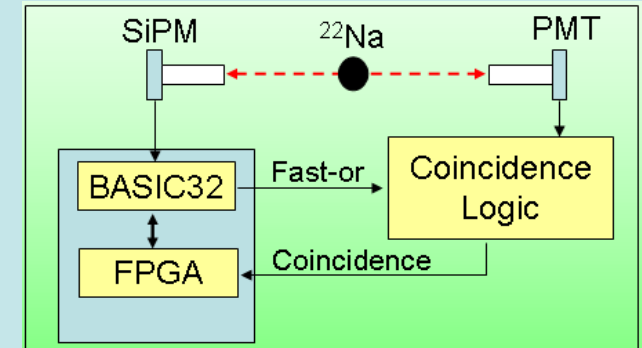 SiPM
²²Na
PMT
BASIC32
Fast-or
Coincidence
Logic
FPGA
Coincidence